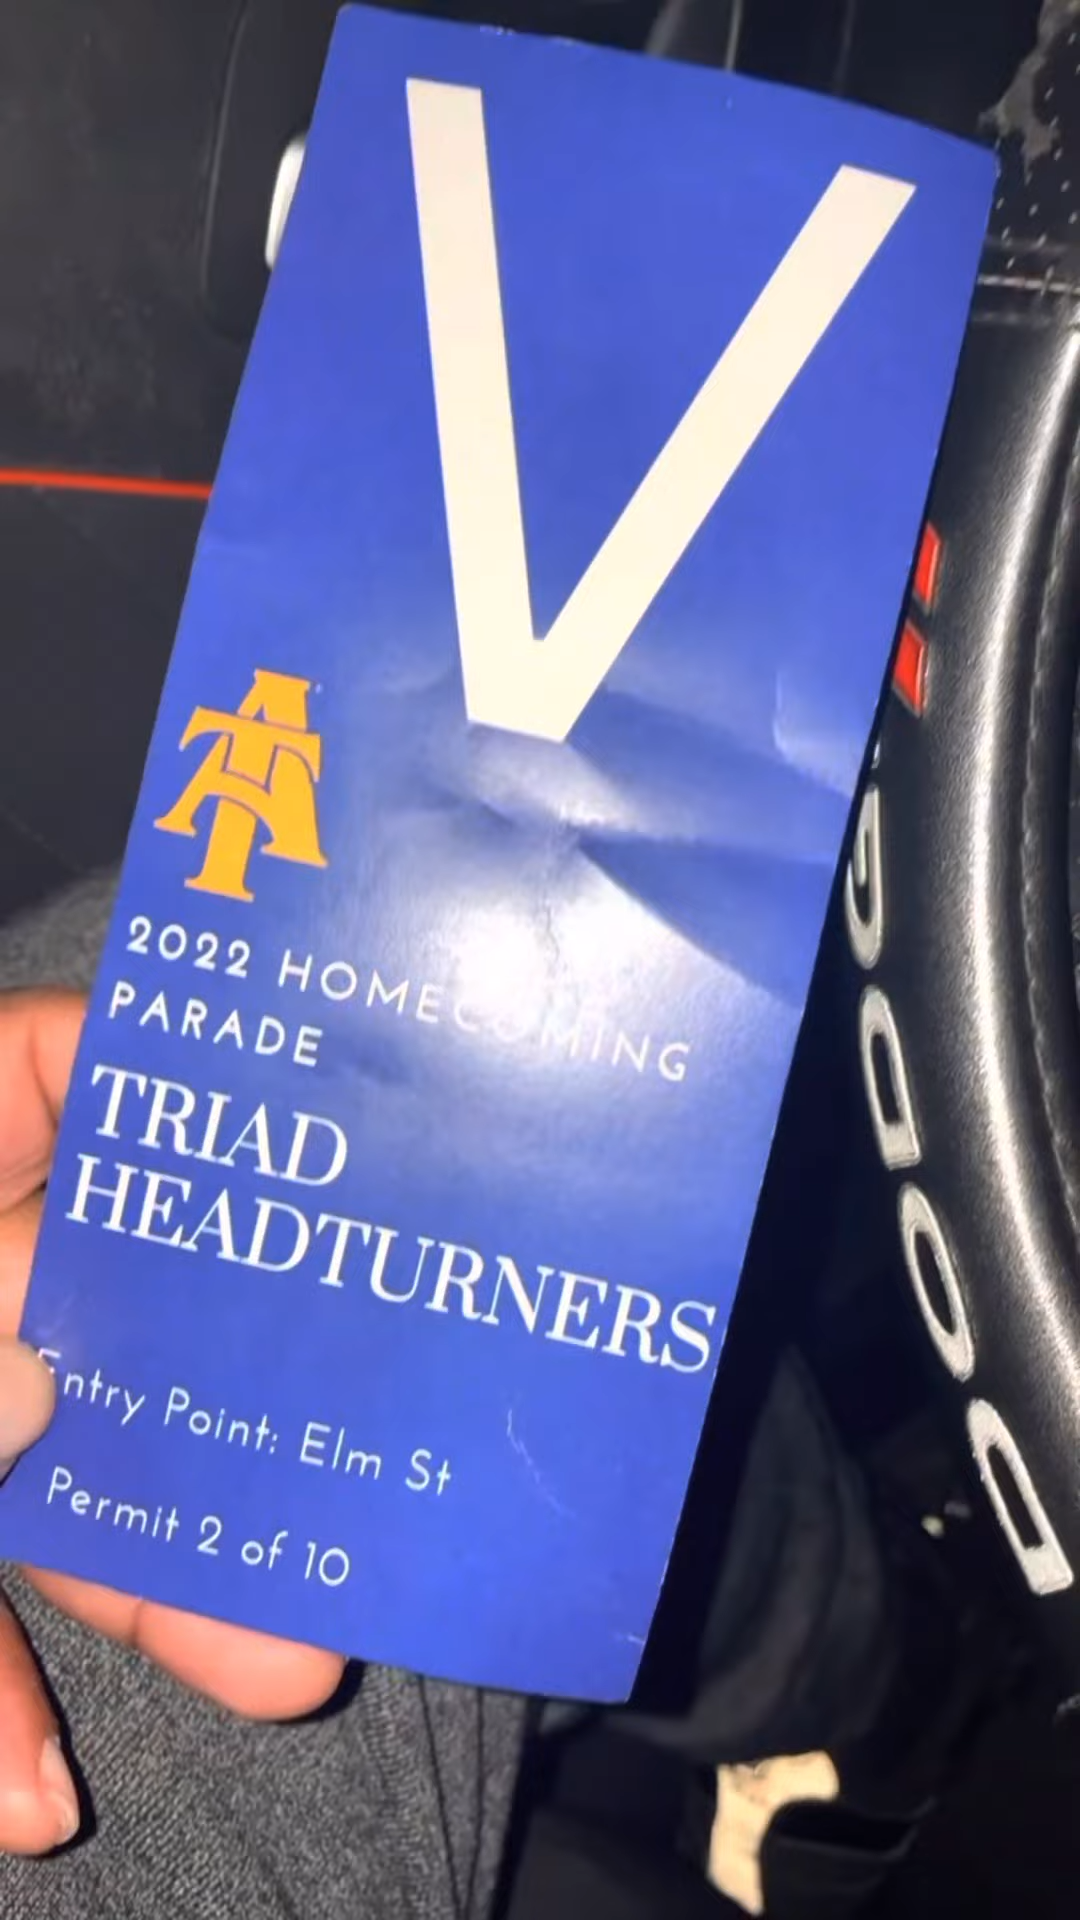 V
AT
2022 HOMECOMING
PARADE
TRIAD
HEADTURNERS
Entry Point: Elm St
Permit 2 of 10
DODGE